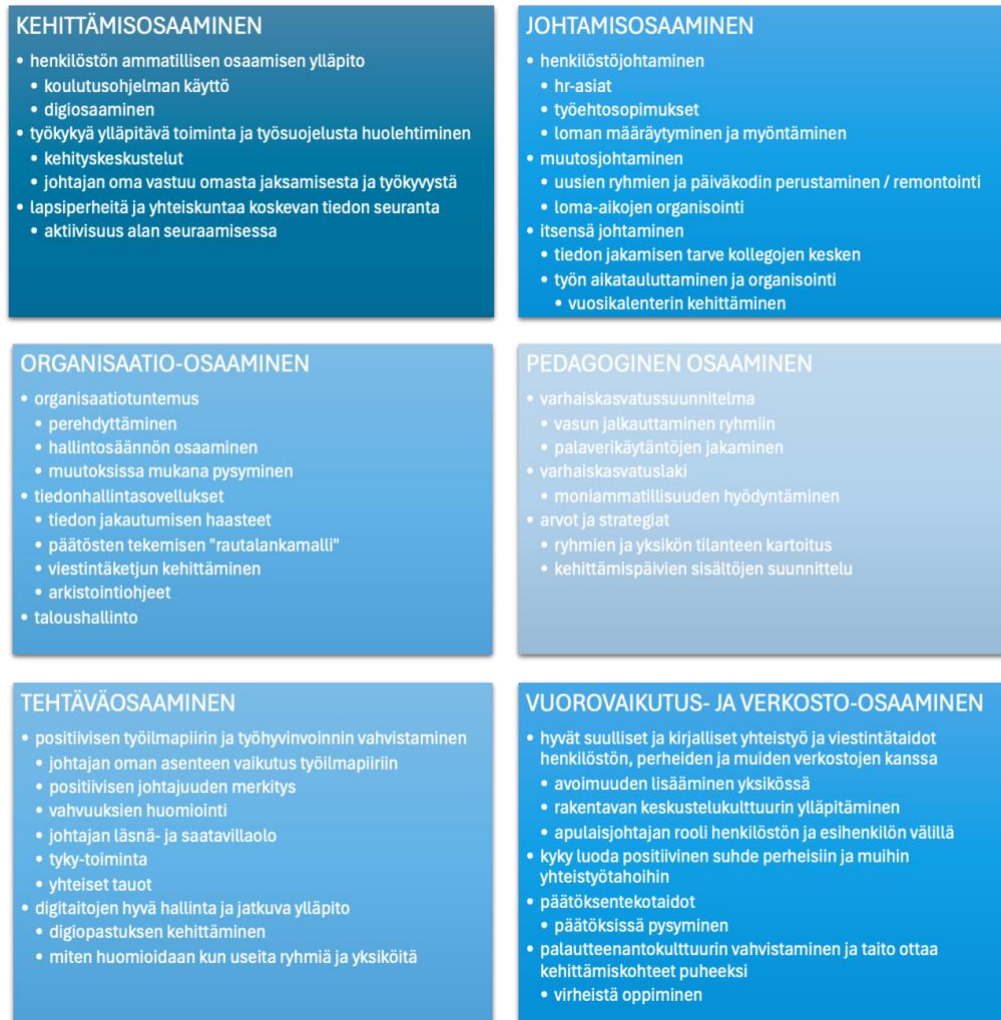 KEHITTÄMISOSAAMINEN
• henkilöstön ammatillisen osaamisen ylläpito
• koulutusohjelman käyttö
• digiosaaminen
• työkykyä ylläpitävä toiminta ja työsuojelusta huolehtiminen
• kehityskeskustelut
• johtajan oma vastuu omasta jaksamisesta ja työkyvystä
• lapsiperheitä ja yhteiskuntaa koskevan tiedon seuranta
• aktiivisuus alan seuraamisessa
JOHTAMISOSAAMINEN
• henkilöstöjohtaminen
• hr-asiat
• työehtosopimukset
• loman määräytyminen ja myöntäminen
• muutosjohtaminen
• uusien ryhmien ja päiväkodin perustaminen / remontointi
• loma-aikojen organisointi
• itsensä johtaminen
• tiedon jakamisen tarve kollegojen kesken
• työn aikatauluttaminen ja organisointi
• vuosikalenterin kehittäminen
ORGANISAATIO-OSAAMINEN
• organisaatiotuntemus
• perehdyttäminen
• hallintosäännön osaaminen
• muutoksissa mukana pysyminen
• tiedonhallintasovellukset
• tiedon jakautumisen haasteet
• päätösten tekemisen "rautalankamalli"
• viestintäketjun kehittäminen
• arkistointiohjeet
• taloushallinto
PEDAGOGINEN OSAAMINEN
• varhaiskasvatussuunnitelma
• vasun jalkauttaminen ryhmiin
• palaverikäytäntöjen jakaminen
• varhaiskasvatuslaki
• moniammatillisuuden hyödyntäminen
• arvot ja strategiat
• ryhmien ja yksikön tilanteen kartoitus
• kehittämispäivien sisältöjen suunnittelu
TEHTÄVÄOSAAMINEN
• positiivisen työilmapiirin ja työhyvinvoinnin vahvistaminen
• johtajan oman asenteen vaikutus työilmapiiriin
• positiivisen johtajuuden merkitys
• vahvuuksien huomiointi
• johtajan läsnä- ja saatavillaolo
• tyky-toiminta
• yhteiset tauot
• digitaitojen hyvä hallinta ja jatkuva ylläpito
• digiopastuksen kehittäminen
• miten huomioidaan kun useita ryhmiä ja yksiköitä
VUOROVAIKUTUS- JA VERKOSTO-OSAAMINEN
• hyvät suulliset ja kirjalliset yhteistyö ja viestintätaidot
henkilöstön, perheiden ja muiden verkostojen kanssa
• avoimuuden lisääminen yksikössä
• rakentavan keskustelukulttuurin ylläpitäminen
• apulaisjohtajan rooli henkilöstön ja esihenkilön välillä
• kyky luoda positiivinen suhde perheisiin ja muihin
yhteistyötahoihin
• päätöksentekotaidot
• päätöksissä pysyminen
• palautteenantokulttuurin vahvistaminen ja taito ottaa
kehittämiskohteet puheeksi
• virheistä oppiminen